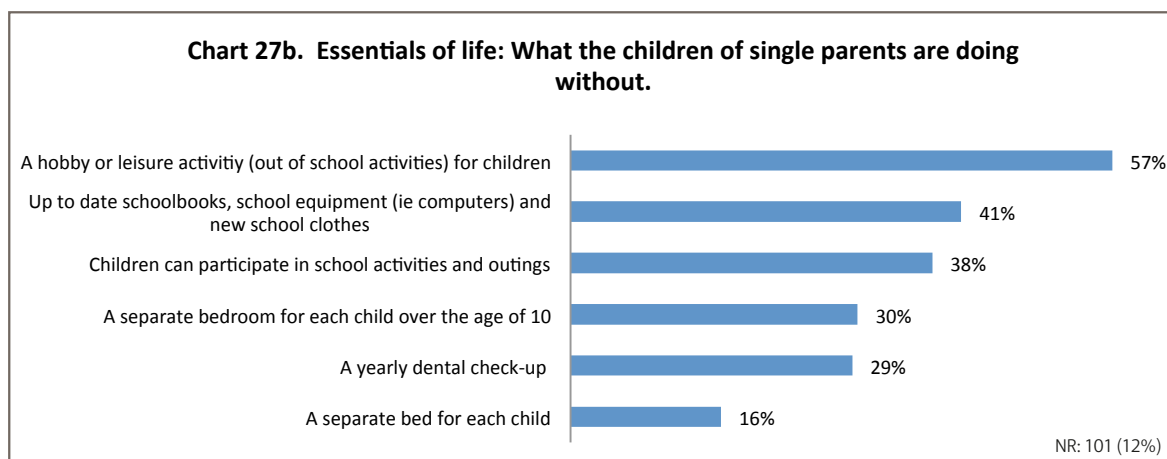 Chart 27b. Essentials of life: What the children of single parents are doing
without.
A hobby or leisure activitiy (out of school activities) for children
57%
Up to date schoolbooks, school equipment (ie computers) and
new school clothes
41%
Children can participate in school activities and outings
38%
A separate bedroom for each child over the age of 10
30%
A yearly dental check-up
29%
A separate bed for each child
16%
NR: 101 (12%)